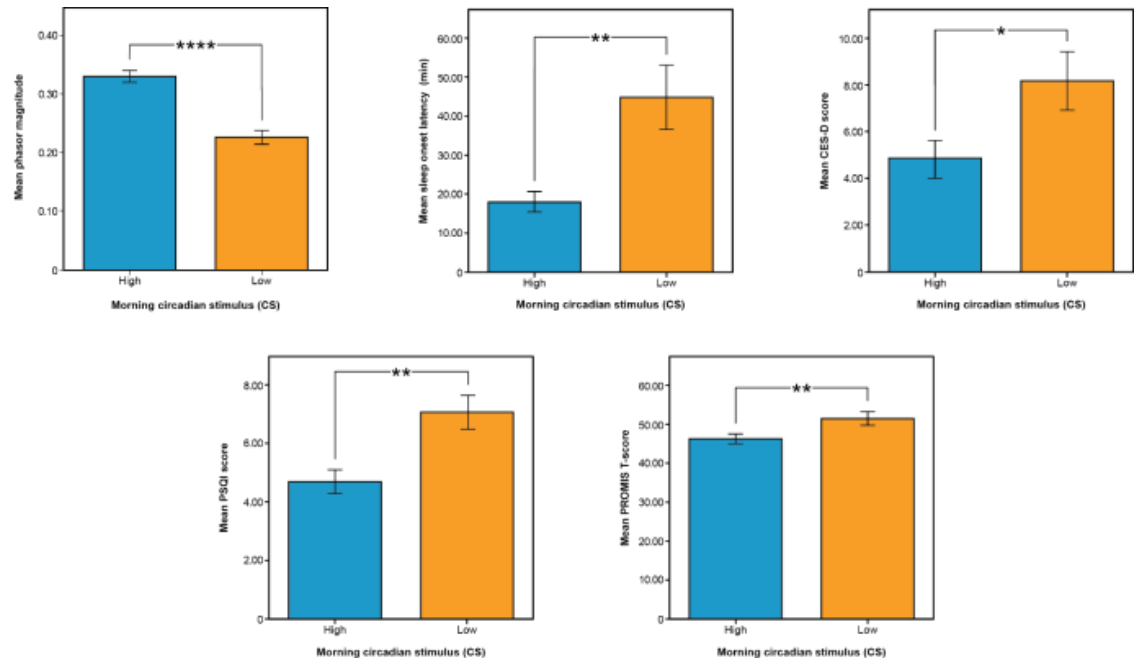 Mean phasor magnitude
0.40
0.30
0.20
0.10
0
****
High
Low
Morning circadian stimulus (CS)
Mean sleep onest latency (min)
60.00
50.00
40.00
30.00
20.00
10.00
0
**
High
Low
Morning circadian stimulus (CS)
Mean CES-D score
10.00
8.00
6.00
4.00
2.00
0
*
High
Low
Morning circadian stimulus (CS)
Mean PSQI score
8.00
6.00
4.00
2.00
0
**
High
Low
Morning circadian stimulus (CS)
Mean PROMIS T-score
60.00
50.00
40.00
30.00
20.00
10.00
0
**
High
Low
Morning circadian stimulus (CS)